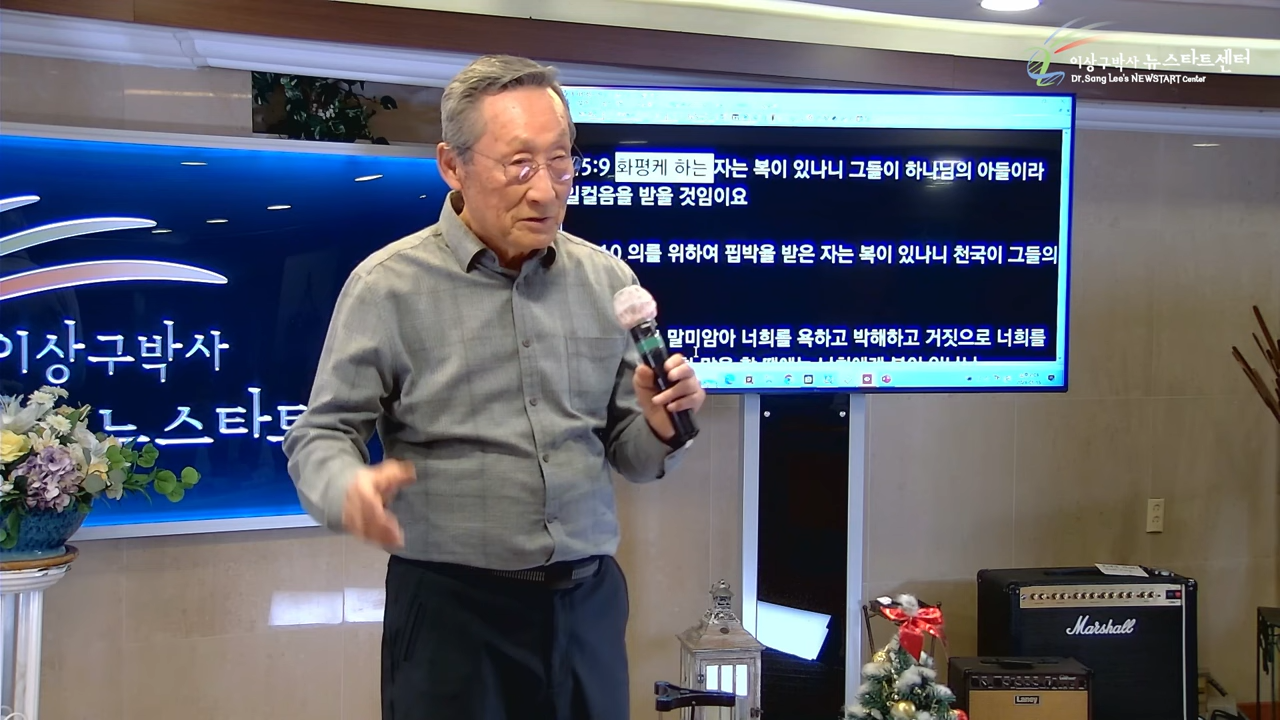 이상구박사 뉴스타트센터
Dr. Sang Lee's NEWSTART Center
5:9 화평케 하는 자는 복이 있나니 그들이 하나님의 아들이라
일컬음을 받을 것임이요
10 의를 위하여 핍박을 받은 자는 복이 있나니 천국이 그들의
말미암아 너희를 욕하고 박해하고 거짓으로 너희를
이상구박사
뉴스타트
Marshall
Laney